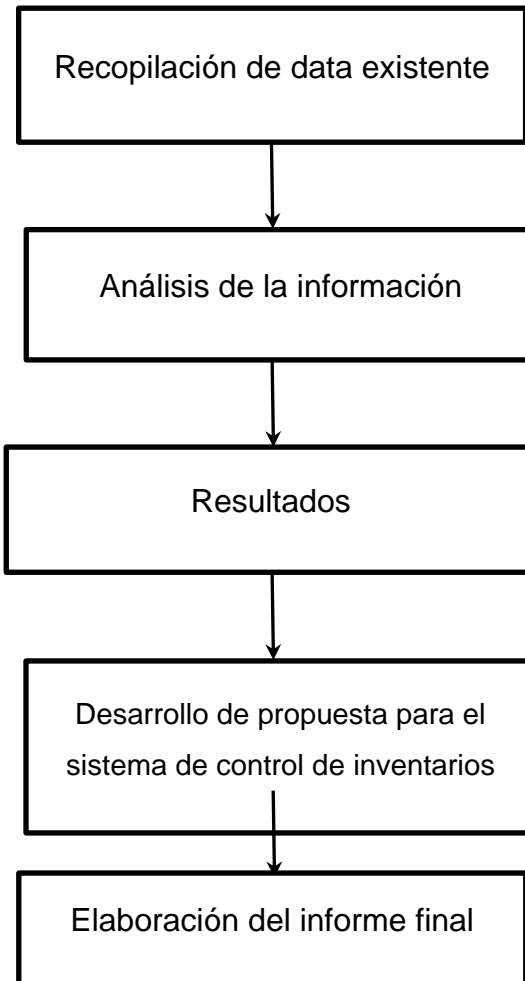 Recopilación de data existente
Análisis de la información
Resultados
Desarrollo de propuesta para el
sistema de control de inventarios
Elaboración del informe final